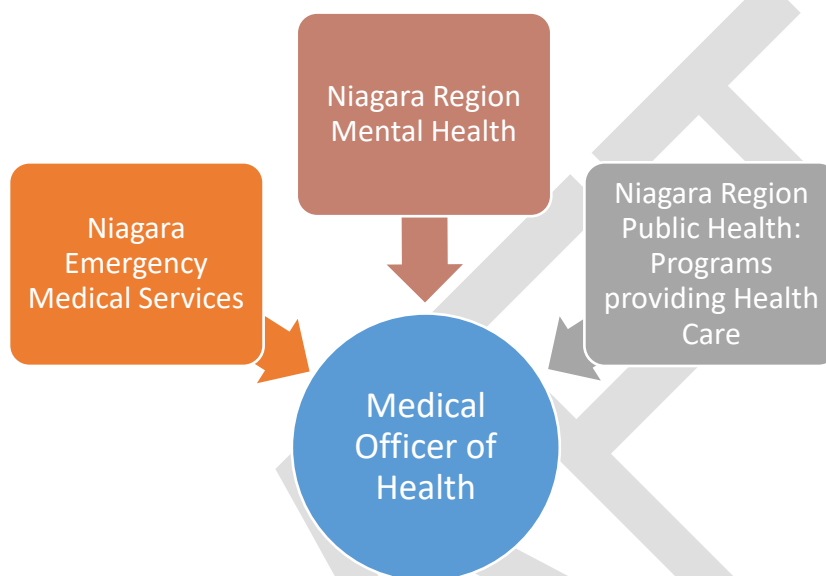 Niagara Region
Mental Health
Niagara
Emergency
Medical Services
Niagara Region
Public Health:
Programs
providing Health
Care
Medical
Officer of
Health